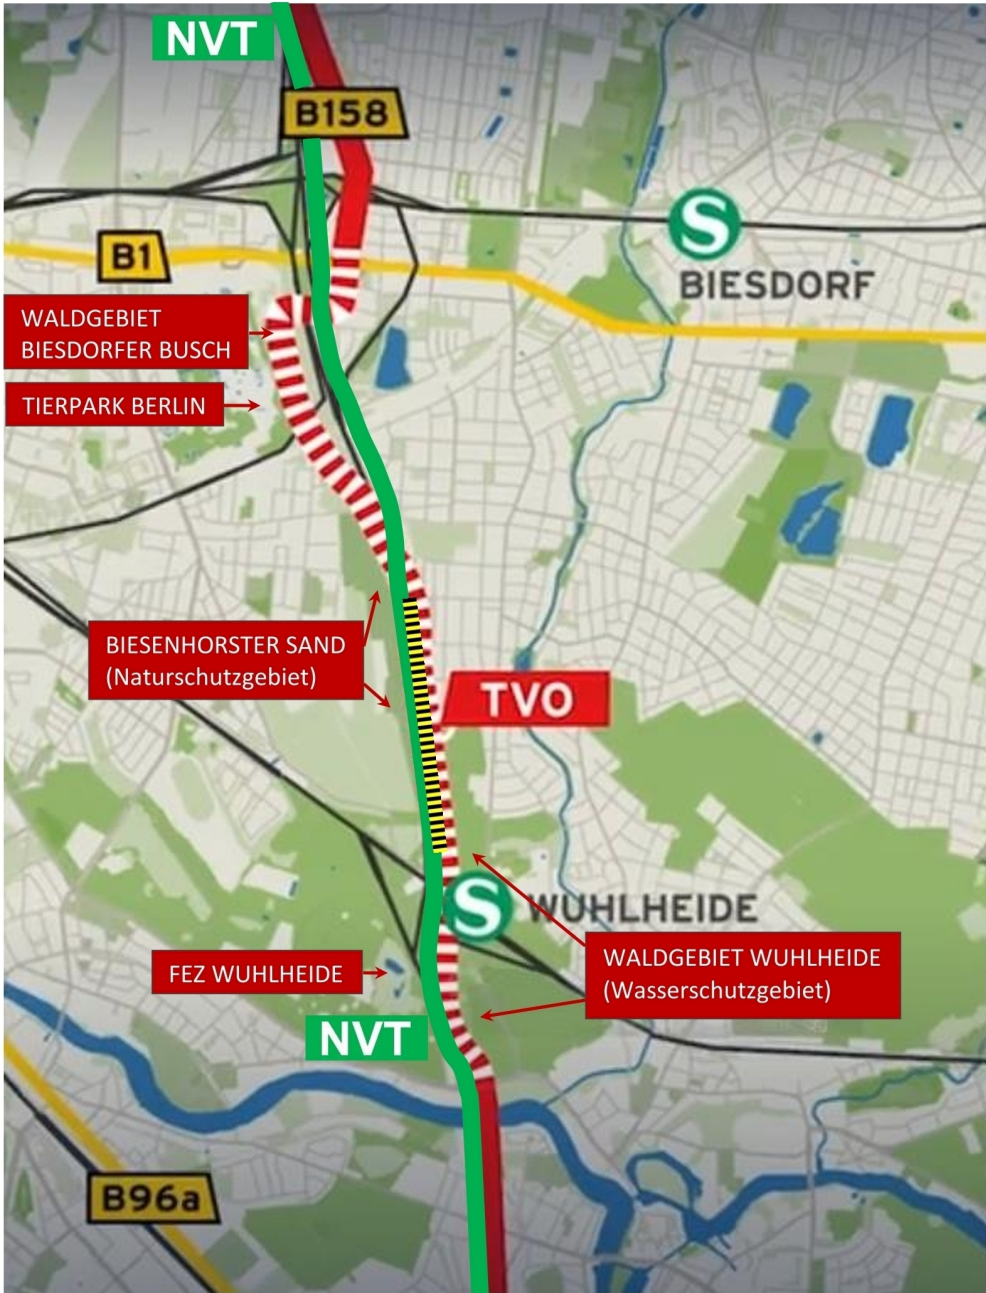 NVT
B158
B1
S
BIESDORF
WALDGEBIET
BIESDORFER BUSCH
TIERPARK BERLIN
BIESENHORSTER SAND
(Naturschutzgebiet)
TVO
S
WUHLHEIDE
WALDGEBIET WUHLHEIDE
(Wasserschutzgebiet)
FEZ WUHLHEIDE
NVT
B96a